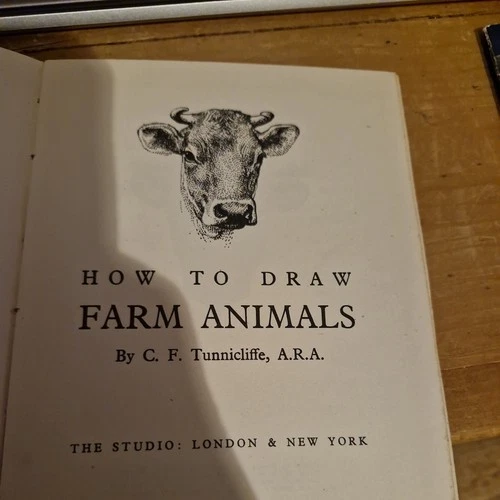 HOW TO DRAW
FARM ANIMALS
By C. F. Tunnicliffe, A.R.A.
THE STUDIO: LONDON & NEW YORK